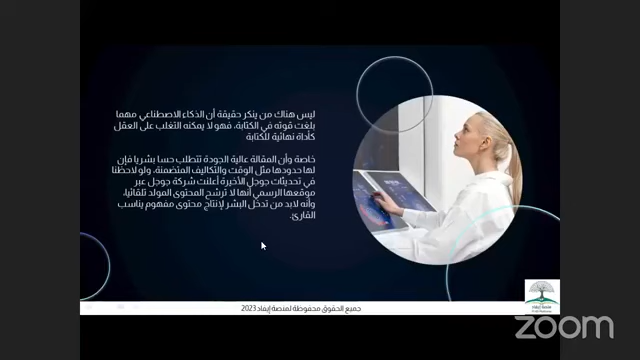 ليس هناك من ينكر حقيقة أن الذكاء الاصطناعي مهما
بلغت قوته في الكتابة، فهو لا يمكنه التغلب على العقل
كأداة نهائية للكتابة
خاصة وأن المقالة عالية الجودة تتطلب حسا بشريا فإن
لها حدودها مثل الوقت والتكاليف المتضمنة، ولو لاحظنا
في تحديثات جوجل الأخيرة أعلنت شركة جوجل عبر
موقعها الرسمي أنها لا ترشح المحتوى المولد تلقائيا،
وأنه لابد من تدخل البشر لإنتاج محتوى مفهوم يناسب
القارئ.
جميع الحقوق محفوظة لمنصة إيفاد 2023
zoom